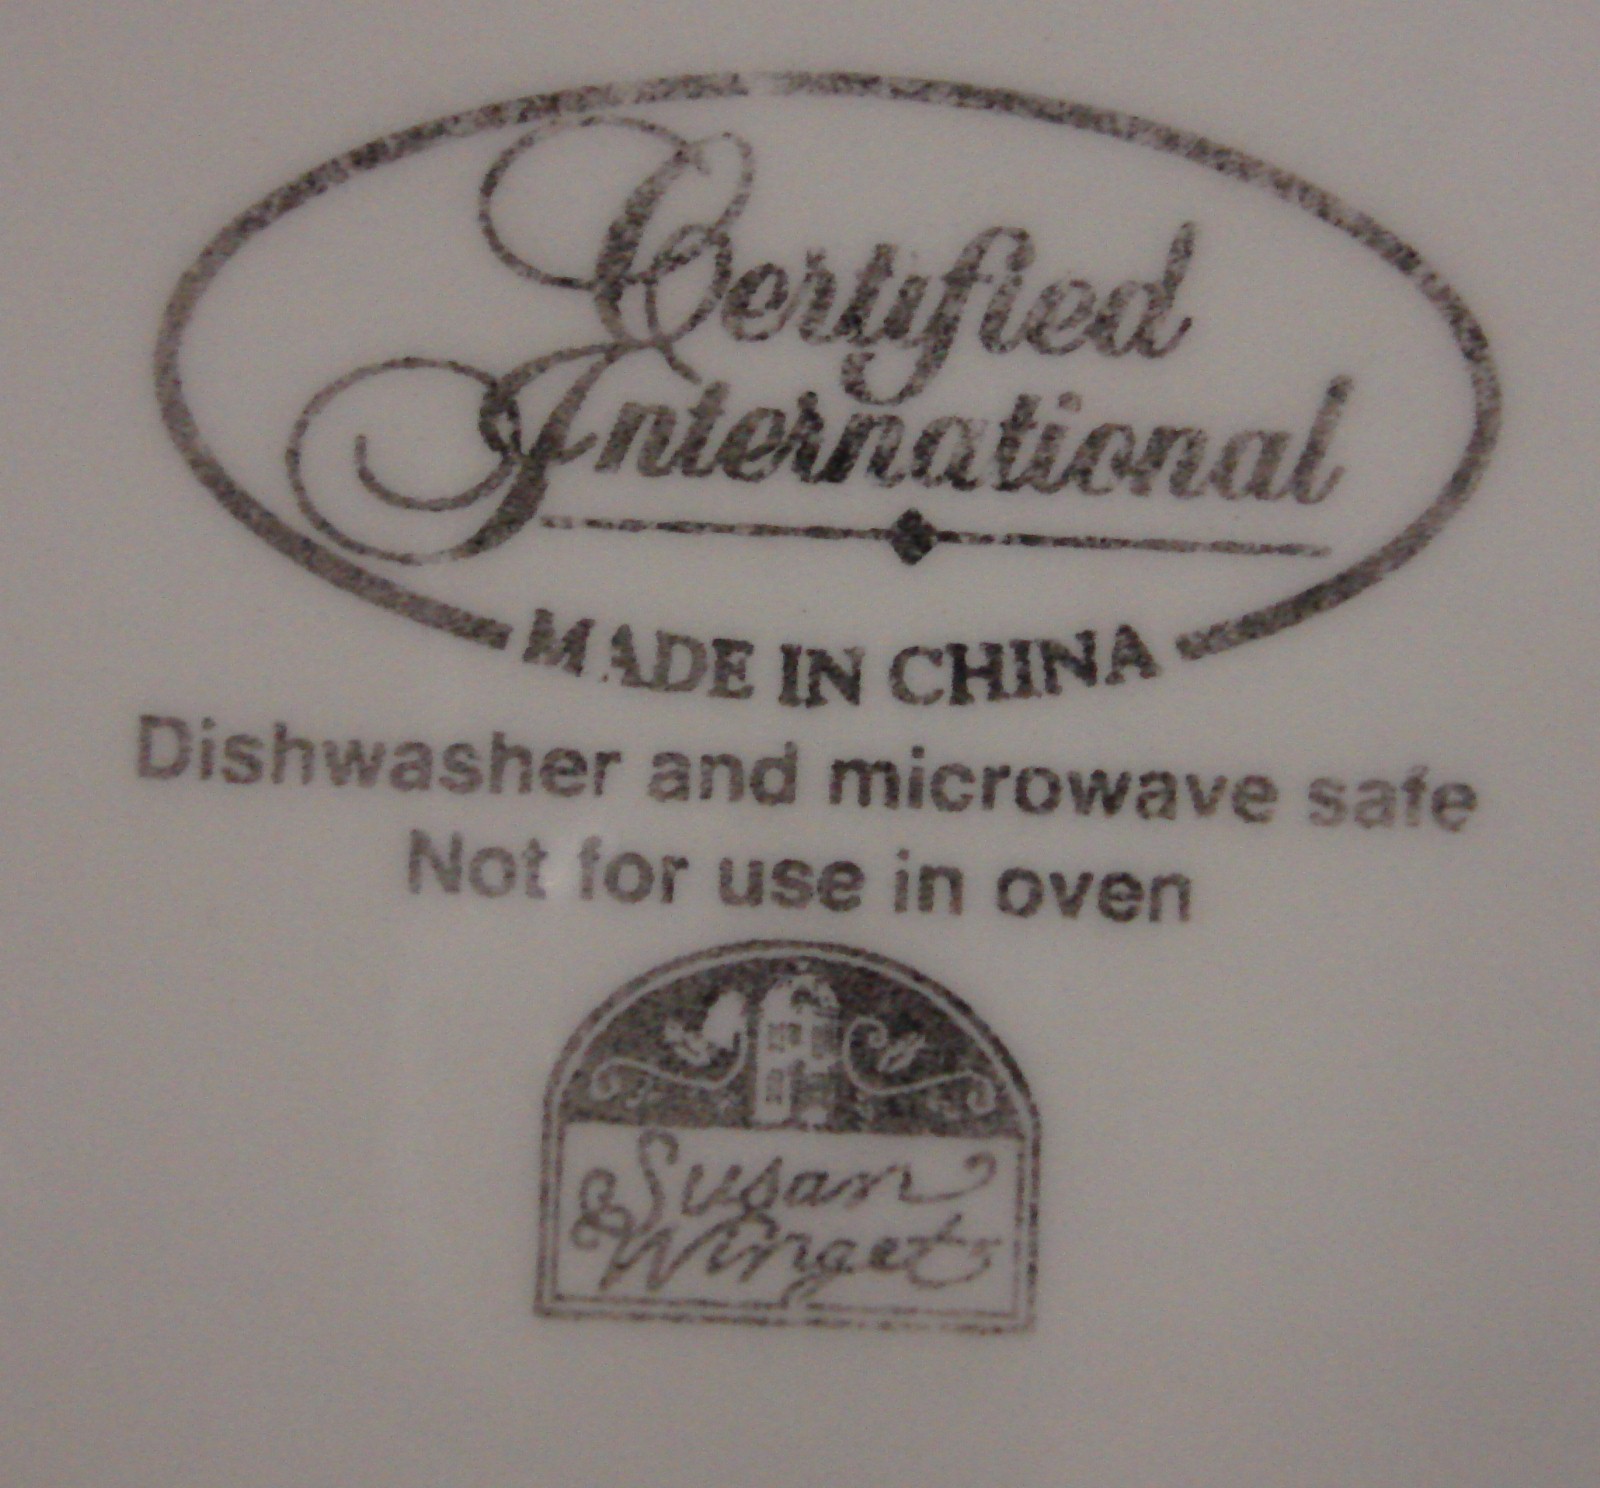 Certified
International
MADE IN CHINA
Dishwasher and microwave safe
Not for use in oven
Susan
Winget